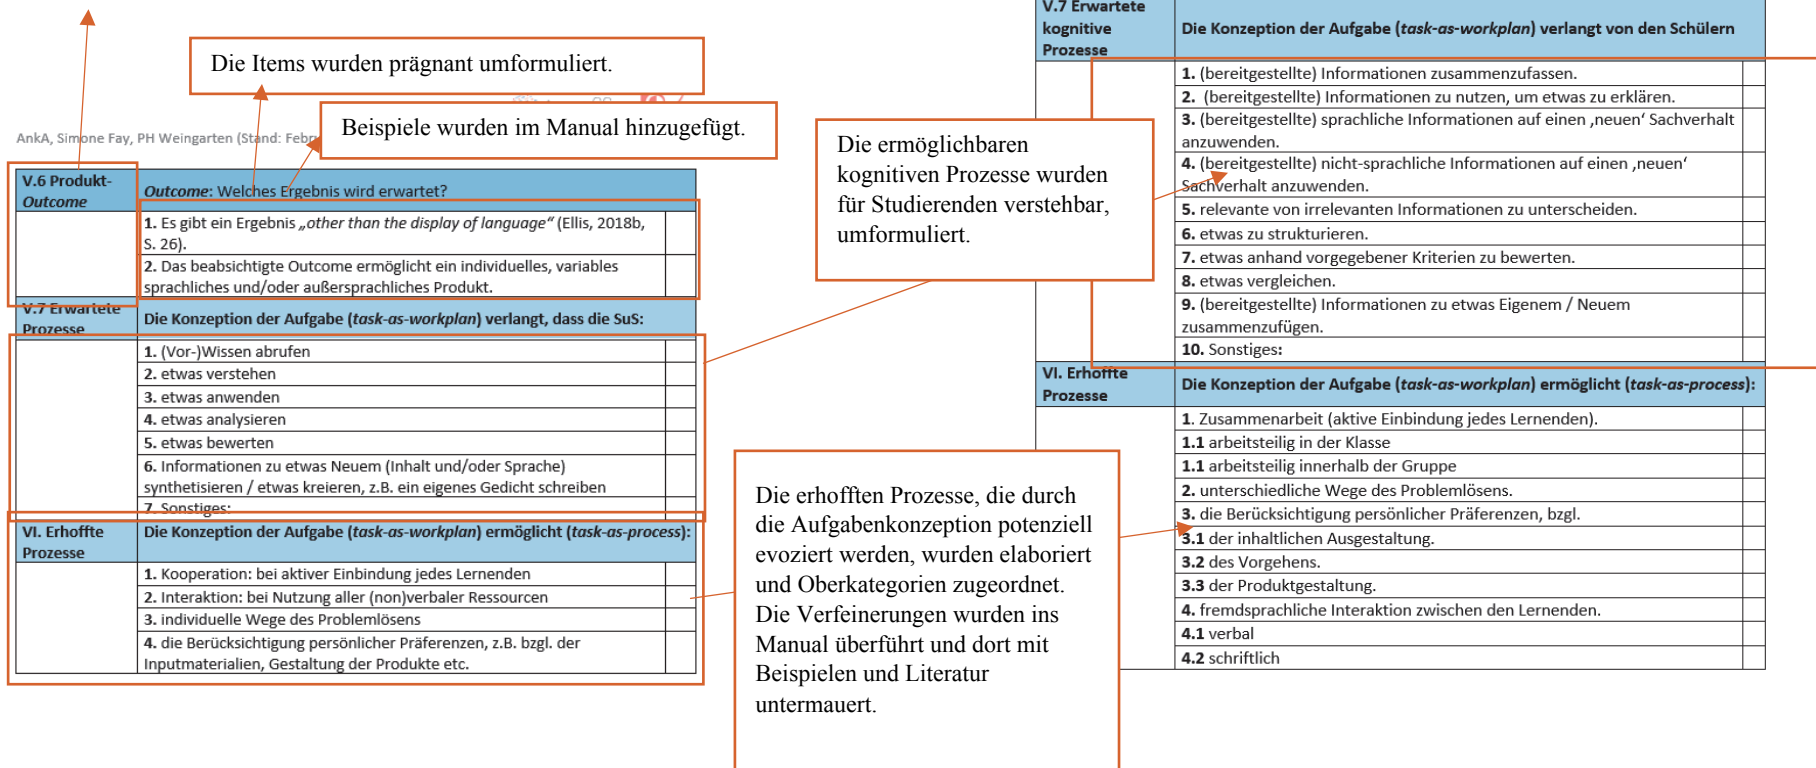 Die Items wurden prägnant umformuliert.
Beispiele wurden im Manual hinzugefügt.
AnkA, Simone Fay, PH Weingarten (Stand: Febru
V.6 Produkt-
Outcome
Outcome: Welches Ergebnis wird erwartet?
1. Es gibt ein Ergebnis „other than the display of language“ (Ellis, 2018b,
S. 26).
2. Das beabsichtigte Outcome ermöglicht ein individuelles, variables
sprachliches und/oder außersprachliches Produkt.
V.7 Erwartete
Prozesse
Die Konzeption der Aufgabe (task-as-workplan) verlangt, dass die SuS:
1. (Vor-)Wissen abrufen
2. etwas verstehen
3. etwas anwenden
4. etwas analysieren
5. etwas bewerten
6. Informationen zu etwas Neuem (Inhalt und/oder Sprache)
synthetisieren / etwas kreieren, z.B. ein eigenes Gedicht schreiben
7. Sonstiges:
VI. Erhoffte
Prozesse
Die Konzeption der Aufgabe (task-as-workplan) ermöglicht (task-as-process):
1. Kooperation: bei aktiver Einbindung jedes Lernenden
2. Interaktion: bei Nutzung aller (non)verbaler Ressourcen
3. individuelle Wege des Problemlösens
4. die Berücksichtigung persönlicher Präferenzen, z.B. bzgl. der
Inputmaterialien, Gestaltung der Produkte etc.
Die ermöglichbaren
kognitiven Prozesse wurden
für Studierenden verstehbar,
umformuliert.
Die erhofften Prozesse, die durch
die Aufgabenkonzeption potenziell
evoziert werden, wurden elaboriert
und Oberkategorien zugeordnet.
Die Verfeinerungen wurden ins
Manual überführt und dort mit
Beispielen und Literatur
untermauert.
V.7 Erwartete
kognitive
Prozesse
Die Konzeption der Aufgabe (task-as-workplan) verlangt von den Schülern
1. (bereitgestellte) Informationen zusammenzufassen.
2. (bereitgestellte) Informationen zu nutzen, um etwas zu erklären.
3. (bereitgestellte) sprachliche Informationen auf einen ‚neuen‘ Sachverhalt
anzuwenden.
4. (bereitgestellte) nicht-sprachliche Informationen auf einen ‚neuen‘
Sachverhalt anzuwenden.
5. relevante von irrelevanten Informationen zu unterscheiden.
6. etwas zu strukturieren.
7. etwas anhand vorgegebener Kriterien zu bewerten.
8. etwas vergleichen.
9. (bereitgestellte) Informationen zu etwas Eigenem / Neuem
zusammenzufügen.
10. Sonstiges:
VI. Erhoffte
Prozesse
Die Konzeption der Aufgabe (task-as-workplan) ermöglicht (task-as-process):
1. Zusammenarbeit (aktive Einbindung jedes Lernenden).
1.1 arbeitsteilig in der Klasse
1.1 arbeitsteilig innerhalb der Gruppe
2. unterschiedliche Wege des Problemlösens.
3. die Berücksichtigung persönlicher Präferenzen, bzgl.
3.1 der inhaltlichen Ausgestaltung.
3.2 des Vorgehens.
3.3 der Produktgestaltung.
4. fremdsprachliche Interaktion zwischen den Lernenden.
4.1 verbal
4.2 schriftlich